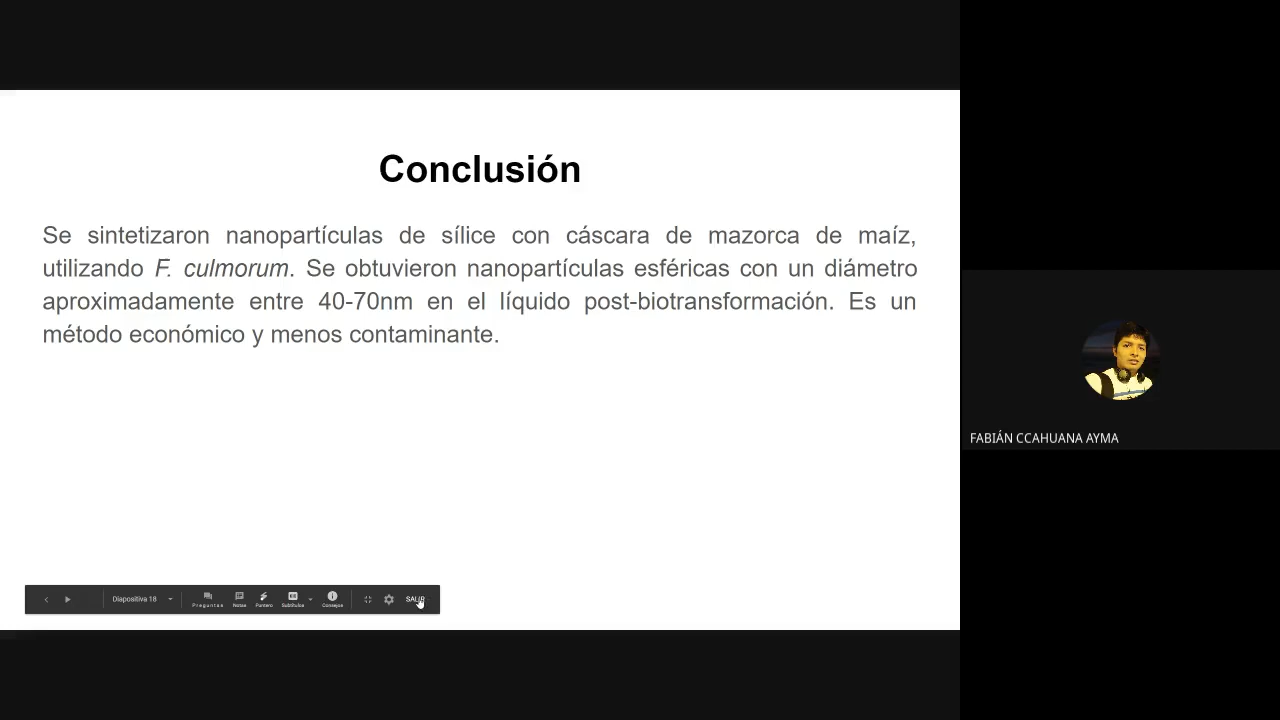 Conclusión
Se sintetizaron nanopartículas de sílice con cáscara de mazorca de maíz,
utilizando F. culmorum. Se obtuvieron nanopartículas esféricas con un diámetro
aproximadamente entre 40-70nm en el líquido post-biotransformación. Es un
método económico y menos contaminante.
FABIÁN CCAHUANA AYMA
Diapositiva 18
Preguntas Notas Puntero Subtítulos Consejos
SALIR